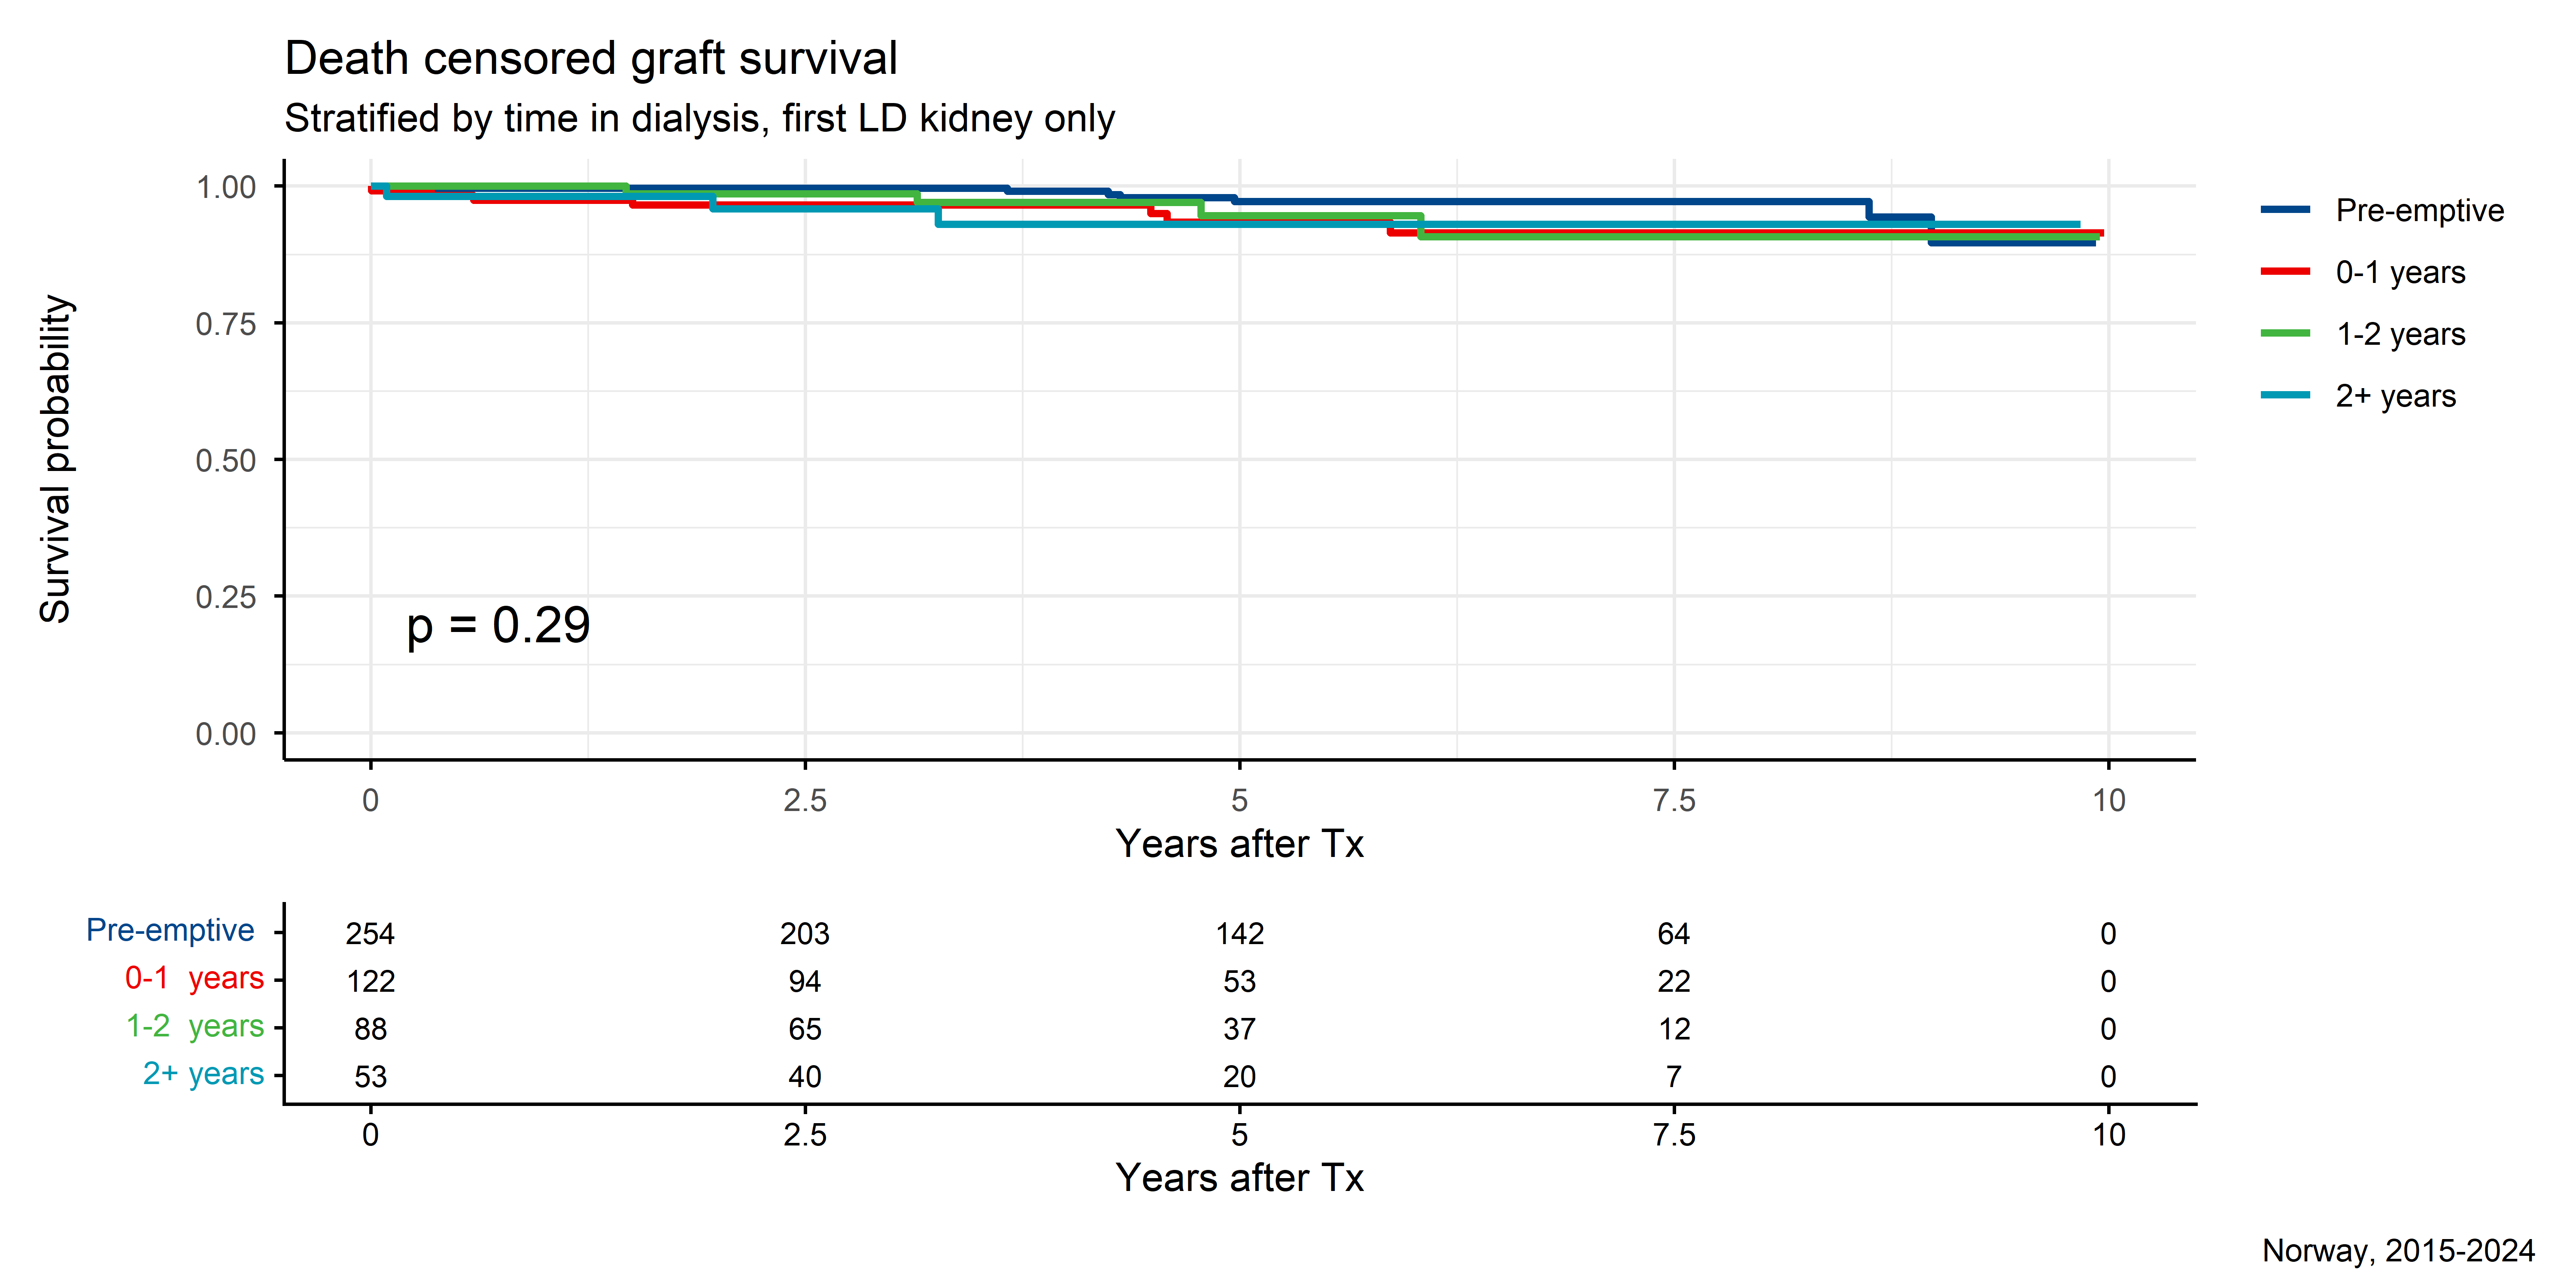 Death censored graft survival
Stratified by time in dialysis, first LD kidney only
Survival probability
1.00
0.75
0.50
0.25
0.00
p = 0.29
0 2.5 5 7.5 10
Years after Tx
Pre-emptive
0-1 years
1-2 years
2+ years
Pre-emptive 254 203 142 64 0
0-1 years 122 94 53 22 0
1-2 years 88 65 37 12 0
2+ years 53 40 20 7 0
0 2.5 5 7.5 10
Years after Tx
Norway, 2015-2024